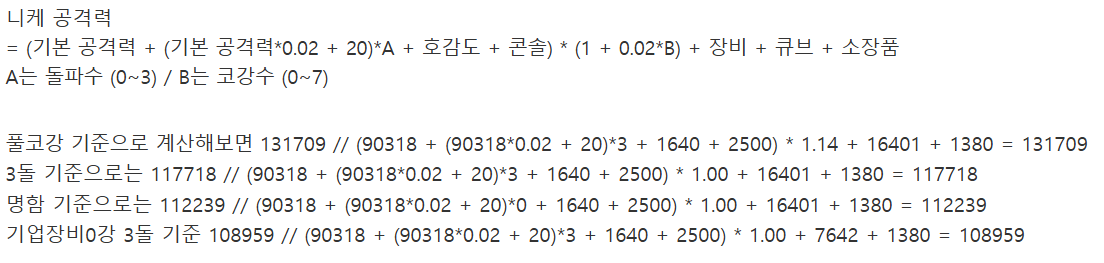 니케 공격력
= (기본 공격력 + (기본 공격력*0.02 + 20)*A + 호감도 + 콘솔) * (1 + 0.02*B) + 장비 + 큐브 + 소장품
A는 돌파수 (0~3) / B는 코강수 (0~7)
풀코강 기준으로 계산해보면 131709 // (90318 + (90318*0.02 + 20)*3 + 1640 + 2500) * 1.14 + 16401 + 1380 = 131709
3돌 기준으로는 117718 // (90318 + (90318*0.02 + 20)*3 + 1640 + 2500) * 1.00 + 16401 + 1380 = 117718
명함 기준으로는 112239 // (90318 + (90318*0.02 + 20)*0 + 1640 + 2500) * 1.00 + 16401 + 1380 = 112239
기업장비0강 3돌 기준 108959 // (90318 + (90318*0.02 + 20)*3 + 1640 + 2500) * 1.00 + 7642 + 1380 = 108959